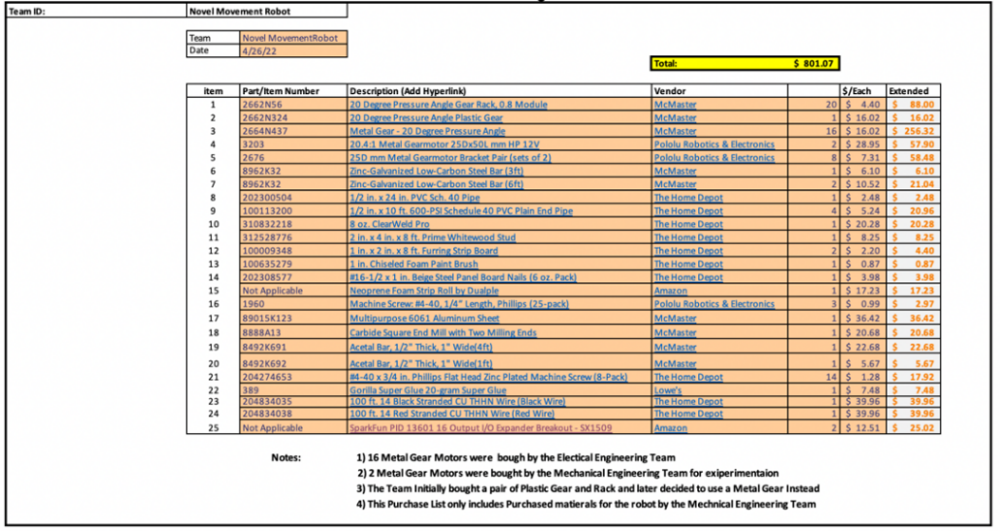 Team ID: Novel Movement Robot
Team Novel MovementRobot
Date 4/26/22
Total: $ 801.07
item Part/Item Number Description (Add Hyperlink) Vendor $/Each Extended
1 2662N56 20 Degree Pressure Angle Gear Rack, 0.8 Module McMaster 20 $ 4.40 $ 88.00
2 2662N324 20 Degree Pressure Angle Plastic Gear McMaster 1 $ 16.02 $ 16.02
3 2664N437 Metal Gear - 20 Degree Pressure Angle McMaster 16 $ 16.02 $ 256.32
4 3203 20.4:1 Metal Gearmotor 25Dx50L mm HP 12V Pololu Robotics & Electronics 2 $ 28.95 $ 57.90
5 2676 25D mm Metal Gearmotor Bracket Pair (sets of 2) Pololu Robotics & Electronics 8 $ 7.31 $ 58.48
6 8962K32 Zinc-Galvanized Low-Carbon Steel Bar (3ft) McMaster 1 $ 6.10 $ 6.10
7 8962K32 Zinc-Galvanized Low-Carbon Steel Bar (6ft) McMaster 2 $ 10.52 $ 21.04
8 202300504 1/2 in. x 24 in. PVC Sch. 40 Pipe The Home Depot 1 $ 2.48 $ 2.48
9 100113200 1/2 in. x 10 ft. 600-PSI Schedule 40 PVC Plain End Pipe The Home Depot 4 $ 5.24 $ 20.96
10 310832218 8 oz. ClearWeld Pro The Home Depot 1 $ 20.28 $ 20.28
11 312528776 2 in. x 4 in. x 8 ft. Prime Whitewood Stud The Home Depot 1 $ 8.25 $ 8.25
12 100009348 1 in. x 2 in. x 8 ft. Furring Strip Board The Home Depot 2 $ 2.20 $ 4.40
13 100635279 1 in. Chiseled Foam Paint Brush The Home Depot 1 $ 0.87 $ 0.87
14 202308577 #16-1/2 x 1 in. Beige Steel Panel Board Nails (6 oz. Pack) The Home Depot 1 $ 3.98 $ 3.98
15 Not Applicable Neoprene Foam Strip Roll by Dualple Amazon 1 $ 17.23 $ 17.23
16 1960 Machine Screw: #4-40, 1/4" Length, Phillips (25-pack) Pololu Robotics & Electronics 3 $ 0.99 $ 2.97
17 89015K123 Multipurpose 6061 Aluminum Sheet McMaster 1 $ 36.42 $ 36.42
18 8888A13 Carbide Square End Mill with Two Milling Ends McMaster 1 $ 20.68 $ 20.68
19 8492K691 Acetal Bar, 1/2" Thick, 1" Wide(4ft) McMaster 1 $ 22.68 $ 22.68
20 8492K692 Acetal Bar, 1/2" Thick, 1" Wide(1ft) McMaster 1 $ 5.67 $ 5.67
21 204274653 #4-40 x 3/4 in. Phillips Flat Head Zinc Plated Machine Screw (8-Pack) The Home Depot 14 $ 1.28 $ 17.92
22 389 Gorilla Super Glue 20-gram Super Glue Lowe's 1 $ 7.48 $ 7.48
23 204834035 100 ft. 14 Black Stranded CU THHN Wire (Black Wire) The Home Depot 1 $ 39.96 $ 39.96
24 204834038 100 ft. 14 Red Stranded CU THHN Wire (Red Wire) The Home Depot 1 $ 39.96 $ 39.96
25 Not Applicable SparkFun PID 13601 16 Output I/O Expander Breakout - SX1509 Amazon 2 $ 12.51 $ 25.02
Notes: 1) 16 Metal Gear Motors were bough by the Electical Engineering Team
2) 2 Metal Gear Motors were bought by the Mechanical Engineering Team for exiperimentaion
3) The Team Initially bought a pair of Plastic Gear and Rack and later decided to use a Metal Gear Instead
4) This Purchase List only includes Purchased matierals for the robot by the Mechnical Engineering Team